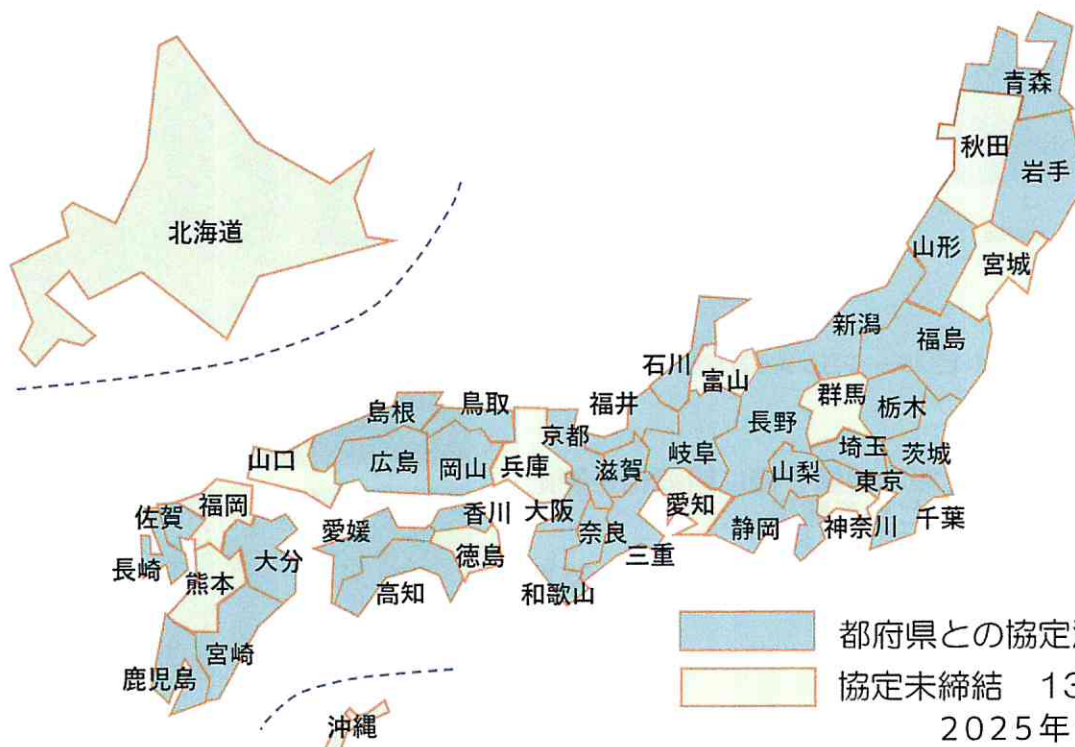 青森
秋田
岩手
北海道
山形
宮城
新潟
福島
石川
富山
群馬
栃木
島根
鳥取
福井
長野
京都
埼玉
茨城
山口
広島
岡山
兵庫
滋賀
岐阜
山梨
東京
福岡
愛知
佐賀
香川
大阪
愛媛
奈良
静岡
神奈川
千葉
長崎
大分
徳島
三重
熊本
高知
和歌山
宮崎
鹿児島
沖縄
都府県との協定
協定未締結 13
2025年